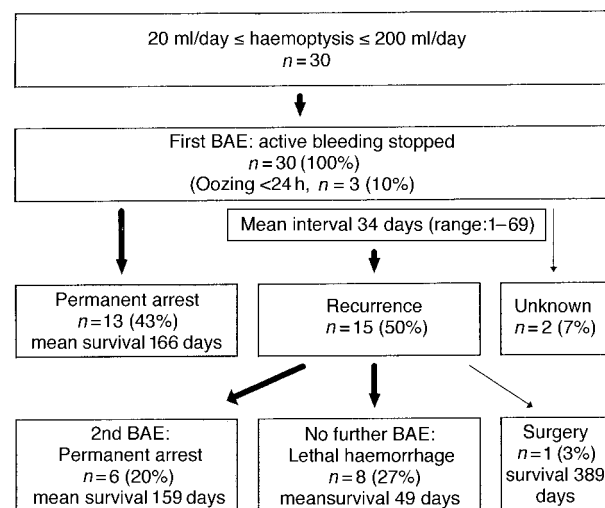 20 ml/day ≤ haemoptysis ≤ 200 ml/day
n = 30
First BAE: active bleeding stopped
n = 30 (100%)
(Oozing <24 h, n = 3 (10%)
Mean interval 34 days (range:1–69)
Permanent arrest
n = 13 (43%)
mean survival 166 days
Recurrence
n = 15 (50%)
Unknown
n = 2 (7%)
2nd BAE:
Permanent arrest
n = 6 (20%)
mean survival 159 days
No further BAE:
Lethal haemorrhage
n = 8 (27%)
meansurvival 49 days
Surgery
n = 1 (3%)
survival 389
days